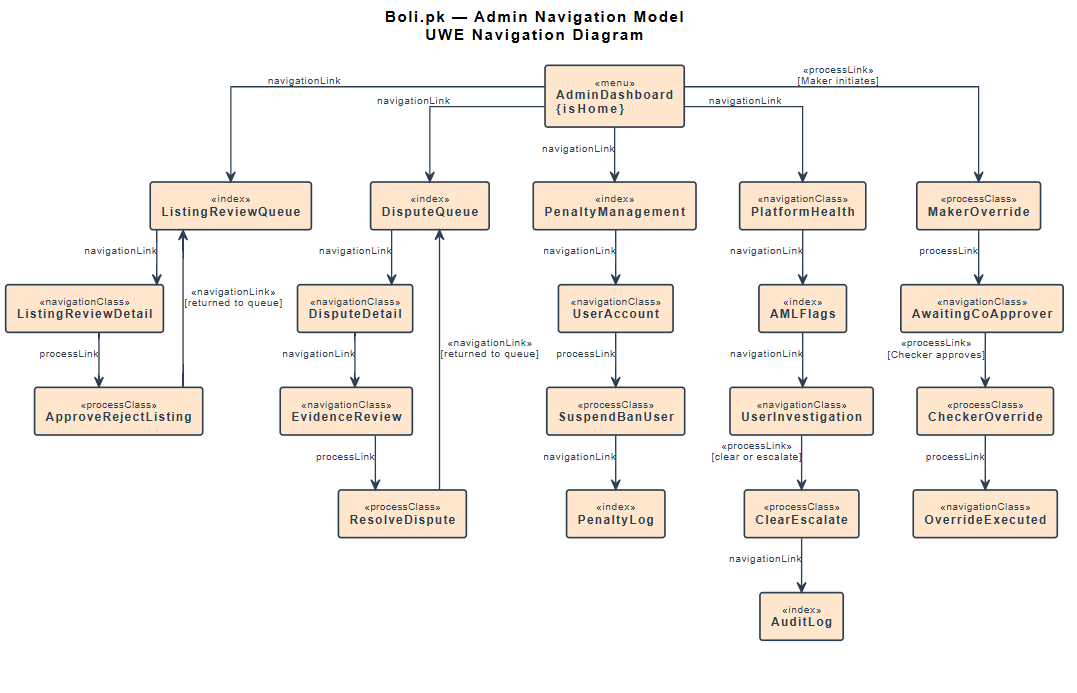 Boli.pk — Admin Navigation Model
UWE Navigation Diagram
«menu»
AdminDashboard
{isHome}
navigationLink
navigationLink
navigationLink
navigationLink
«processLink»
[Maker initiates]
«index»
ListingReviewQueue
«index»
DisputeQueue
«index»
PenaltyManagement
«navigationClass»
PlatformHealth
«processClass»
MakerOverride
navigationLink
«navigationLink»
[returned to queue]
navigationLink
navigationLink
navigationLink
processLink
«navigationClass»
ListingReviewDetail
«navigationClass»
DisputeDetail
«navigationClass»
UserAccount
«index»
AMLFlags
«navigationClass»
AwaitingCoApprover
processLink
navigationLink
«navigationLink»
[returned to queue]
processLink
navigationLink
«processLink»
[Checker approves]
«processClass»
ApproveRejectListing
«navigationClass»
EvidenceReview
«processClass»
SuspendBanUser
«navigationClass»
UserInvestigation
«processClass»
CheckerOverride
processLink
navigationLink
«processLink»
[clear or escalate]
processLink
«processClass»
ResolveDispute
«index»
PenaltyLog
«processClass»
ClearEscalate
«navigationClass»
OverrideExecuted
navigationLink
«index»
AuditLog